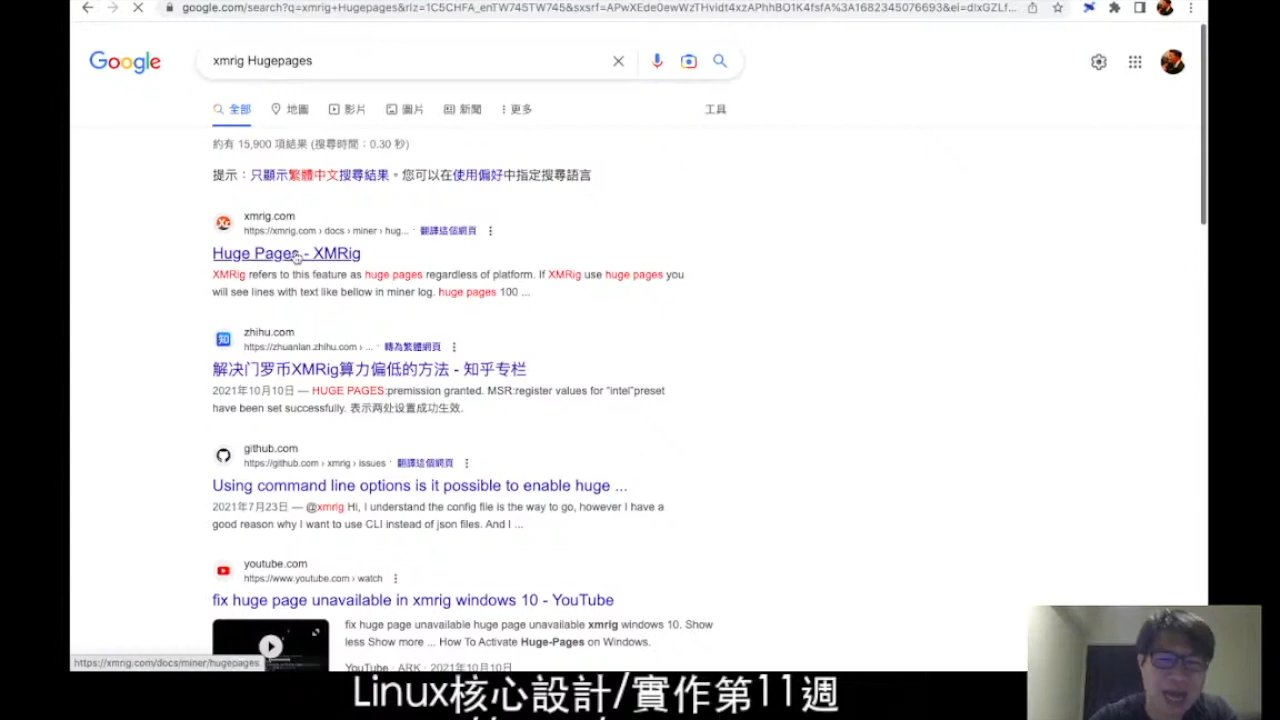 google.com/search?q=xmrig+Hugepages&rlz=1C5CHFA_enTW745TW745&sxsrf=APwXEde0ewWzTHvidt4xzAPhhBO1K4fsfA%3A1682345076693&ei=dIxGZLf...
Google
xmrig Hugepages
全部 地圖 影片 圖片 新聞 更多 工具
約有 15,900 項結果 (搜尋時間：0.30 秒)
提示：只顯示繁體中文搜尋結果。您可以在使用偏好中指定搜尋語言
xmrig.com
https://xmrig.com › docs › miner › hug... · 翻譯這個網頁
Huge Pages - XMRig
XMRig refers to this feature as huge pages regardless of platform. If XMRig use huge pages you
will see lines with text like bellow in miner log. huge pages 100 ...
zhihu.com
https://zhuanlan.zhihu.com › ... · 轉為繁體網頁
解决门罗币XMRig算力偏低的方法 - 知乎专栏
2021年10月10日 — HUGE PAGES:premission granted. MSR:register values for "intel"preset
have been set successfully. 表示两处设置成功生效.
github.com
https://github.com › xmrig › issues · 翻譯這個網頁
Using command line options is it possible to enable huge ...
2021年7月23日 — @xmrig Hi, I understand the config file is the way to go, however I have a
good reason why I want to use CLI instead of json files. And I ...
youtube.com
https://www.youtube.com › watch
fix huge page unavailable in xmrig windows 10 - YouTube
fix huge page unavailable huge page unavailable xmrig windows 10. Show
less Show more ... How To Activate Huge-Pages on Windows.
YouTube · ARK · 2021年10月10日
https://xmrig.com/docs/miner/hugepages
Linux核心設計/實作第11週